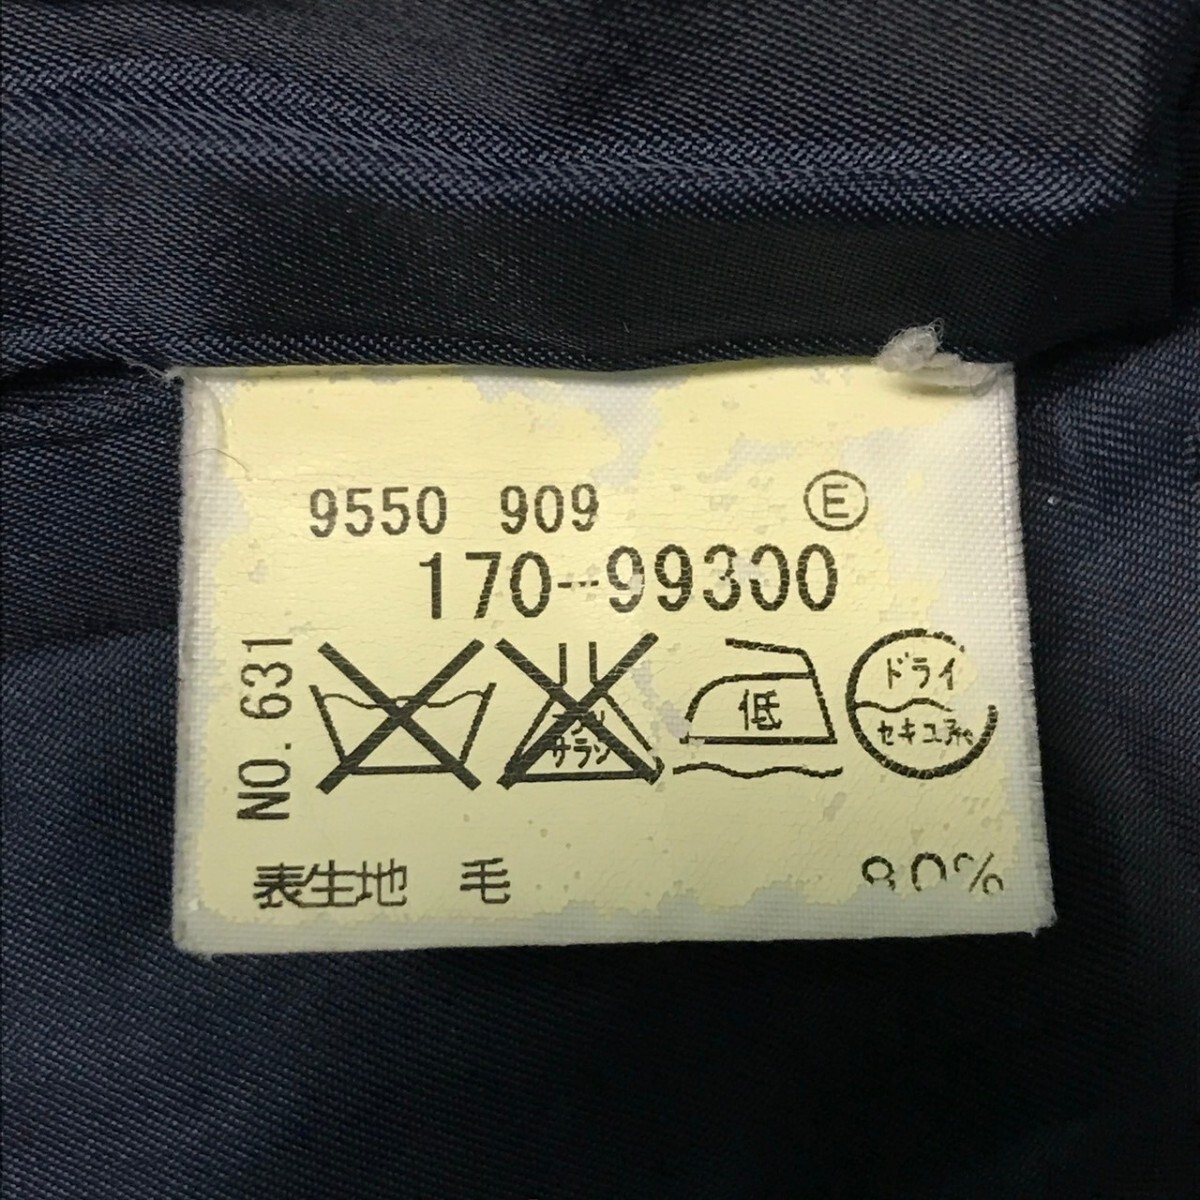 9550 909 Ⓔ
170-99300
NO.631
サラシ
低
ドライ
セキユ系
表生地 毛 80%